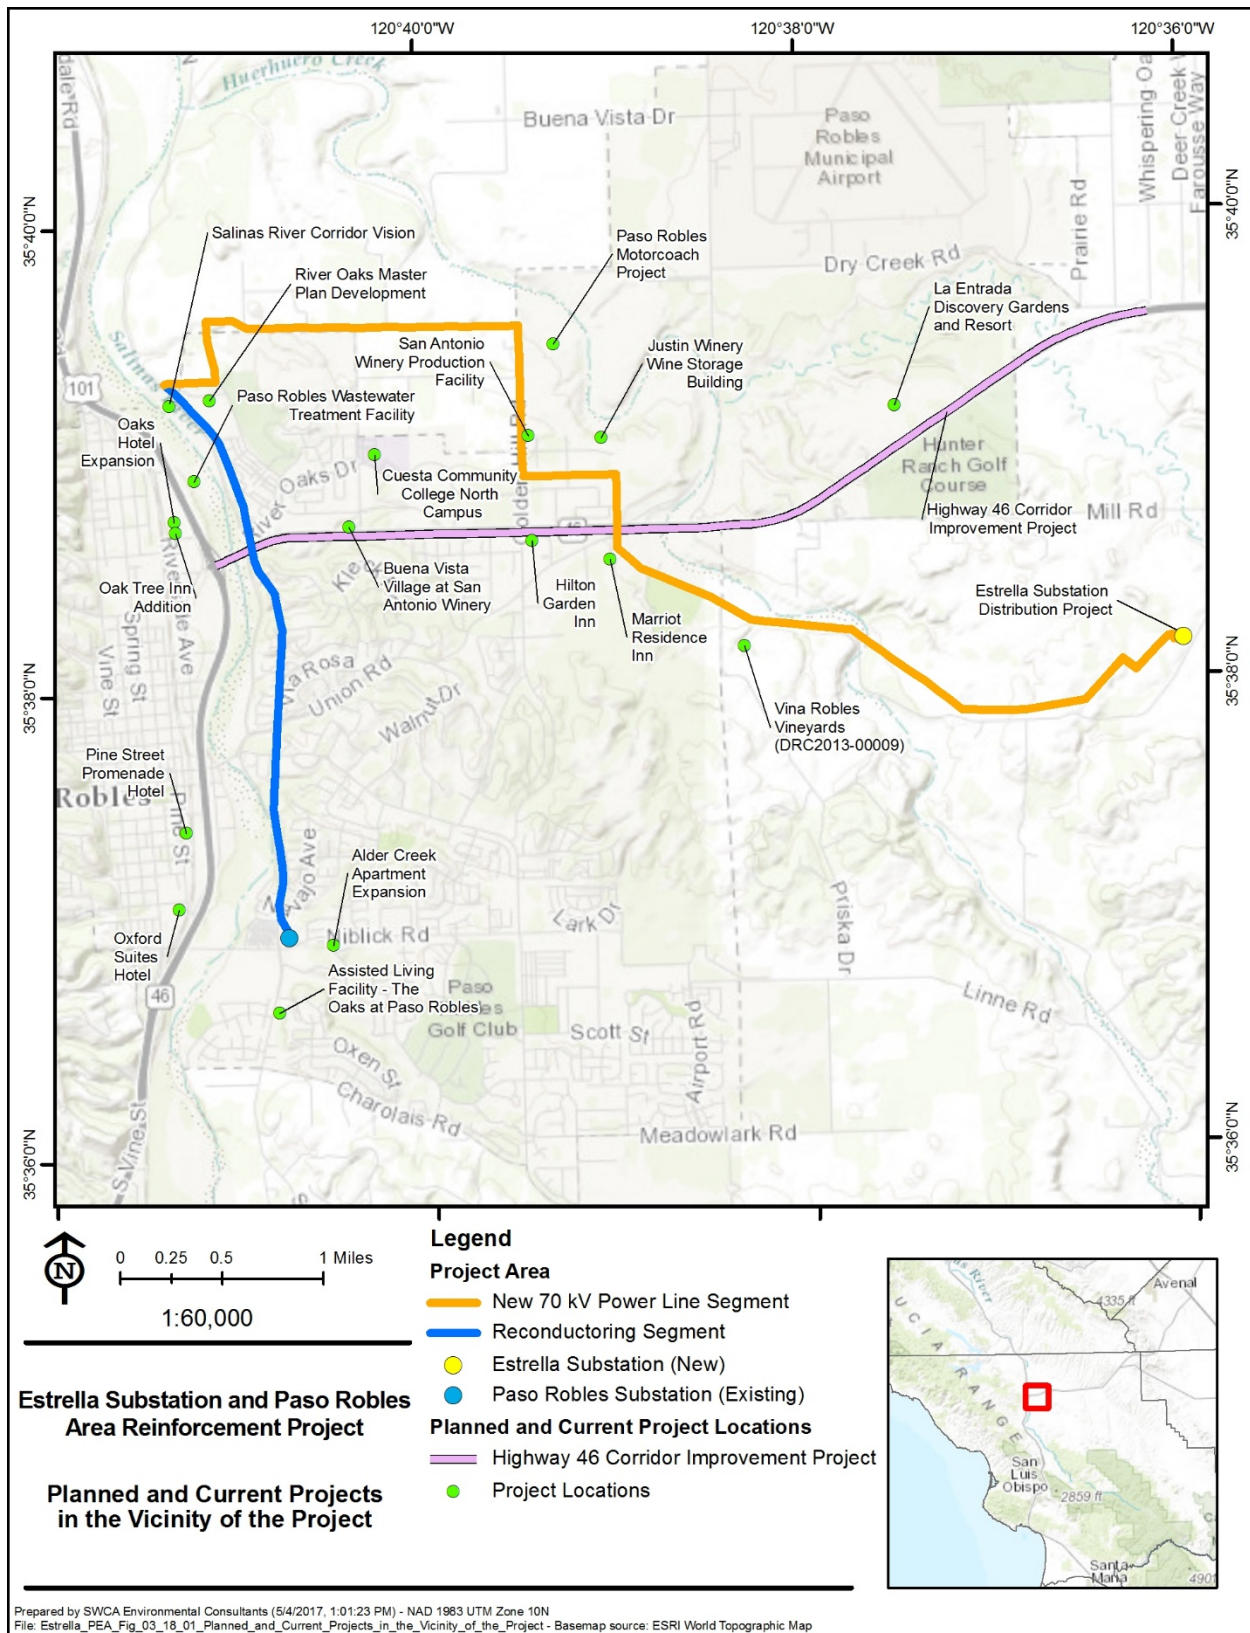 120°40'0"W
120°38'0"W
120°36'0"W
35°40'0"N
35°38'0"N
35°36'0"N
35°40'0"N
35°38'0"N
35°36'0"N
dale Rd
Huerhuero Creek
Buena Vista Dr
Paso
Robles
Municipal
Airport
Whispering Oa
Deer Creek
Farousse Way
Prairie Rd
Dry Creek Rd
Salinas River Corridor Vision
River Oaks Master
Plan Development
Paso Robles
Motorcoach
Project
La Entrada
Discovery Gardens
and Resort
San Antonio
Winery Production
Facility
Justin Winery
Wine Storage
Building
Salinas
101
Paso Robles Wastewater
Treatment Facility
Oaks
Hotel
Expansion
River Oaks Dr
Cuesta Community
College North
Campus
46
Hunter
Ranch Golf
Course
Highway 46 Corridor
Improvement Project
Mill Rd
Oak Tree Inn
Addition
Buena Vista
Village at San
Antonio Winery
Hilton
Garden
Inn
Marriot
Residence
Inn
Estrella Substation
Distribution Project
Spring St
Vine St
Via Rosa
Union Rd
Walnut Dr
Vina Robles
Vineyards
(DRC2013-00009)
Pine Street
Promenade
Hotel
Robles
Pine St
Alder Creek
Apartment
Expansion
Lark Dr
Niblick Rd
Priska Dr
Oxford
Suites
Hotel
46
Assisted Living
Facility - The
Oaks at Paso Robles
Paso
Golf Club
Linne Rd
Scott St
Airport Rd
Oxen St
Charolais Rd
Meadowlark Rd
S Vine St
N
0 0.25 0.5 1 Miles
1:60,000
Estrella Substation and Paso Robles
Area Reinforcement Project
Planned and Current Projects
in the Vicinity of the Project
Legend
Project Area
New 70 kV Power Line Segment
Reconductoring Segment
Estrella Substation (New)
Paso Robles Substation (Existing)
Planned and Current Project Locations
Highway 46 Corridor Improvement Project
Project Locations
Avenal
4335 ft
UCIA RANGE
San
Luis
Obispo
2859 ft
Santa
Maria
4901
Prepared by SWCA Environmental Consultants (5/4/2017, 1:01:23 PM) - NAD 1983 UTM Zone 10N
File: Estrella_PEA_Fig_03_18_01_Planned_and_Current_Projects_in_the_Vicinity_of_the_Project - Basemap source: ESRI World Topographic Map